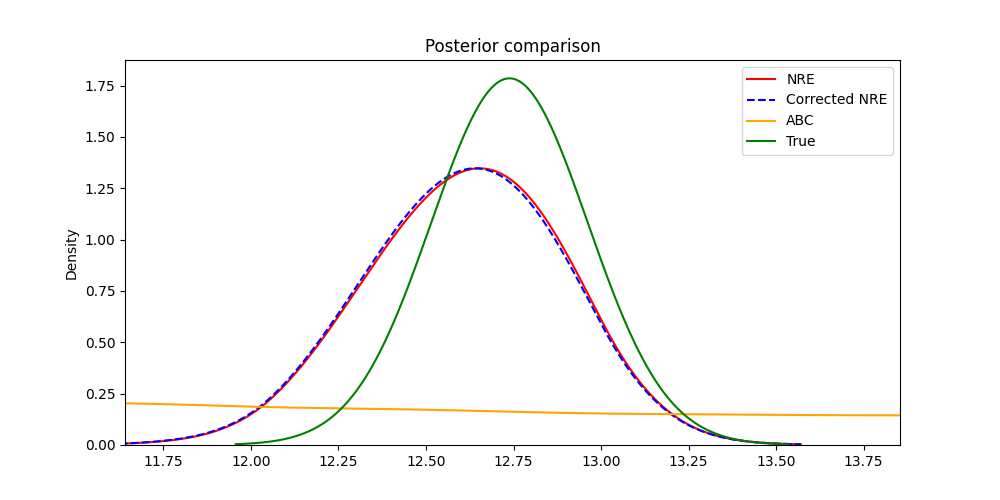 Posterior comparison
NRE
Corrected NRE
ABC
True
Density
1.75
1.50
1.25
1.00
0.75
0.50
0.25
0.00
11.75 12.00 12.25 12.50 12.75 13.00 13.25 13.50 13.75